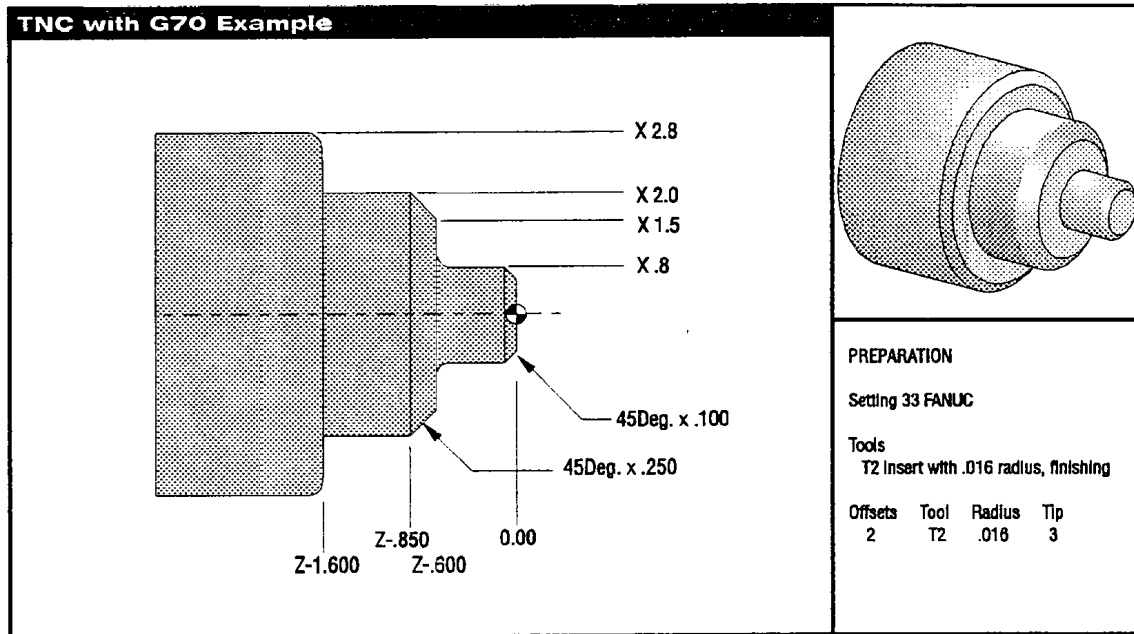 TNC with G70 Example
X 2.8
X 2.0
X 1.5
X .8
45Deg. x .100
45Deg. x .250
Z-.850
0.00
Z-1.600
Z-.600
PREPARATION
Setting 33 FANUC
Tools
T2 Insert with .016 radius, finishing
Offsets Tool Radius Tip
2 T2 .016 3